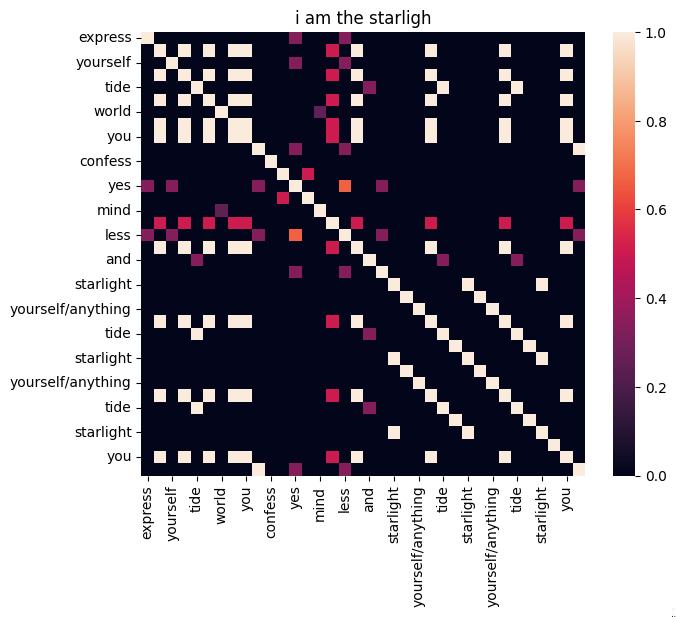 i am the starligh
express
yourself
tide
world
you
confess
yes
mind
less
and
starlight
yourself/anything
tide
starlight
yourself/anything
tide
starlight
you
1.0
0.8
0.6
0.4
0.2
0.0
express
yourself
tide
world
you
confess
yes
mind
less
and
starlight
yourself/anything
tide
starlight
yourself/anything
tide
starlight
you